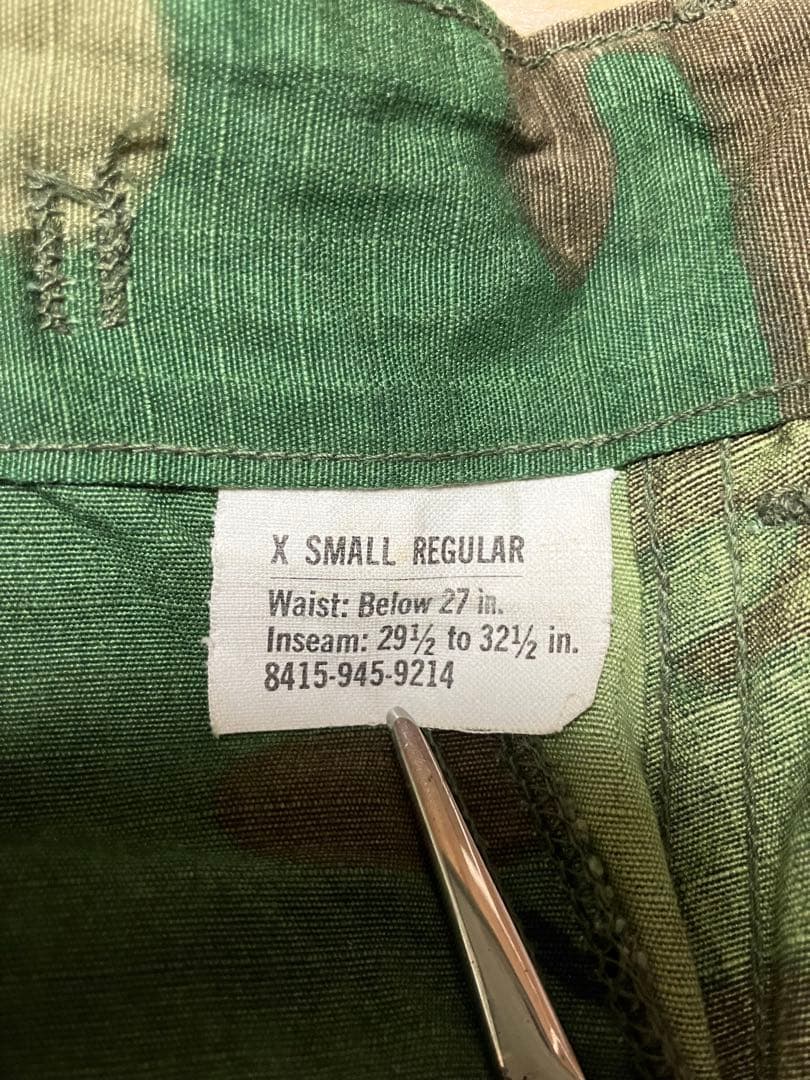 X SMALL REGULAR
Waist: Below 27 in.
Inseam: 29½ to 32½ in.
8415-945-9214